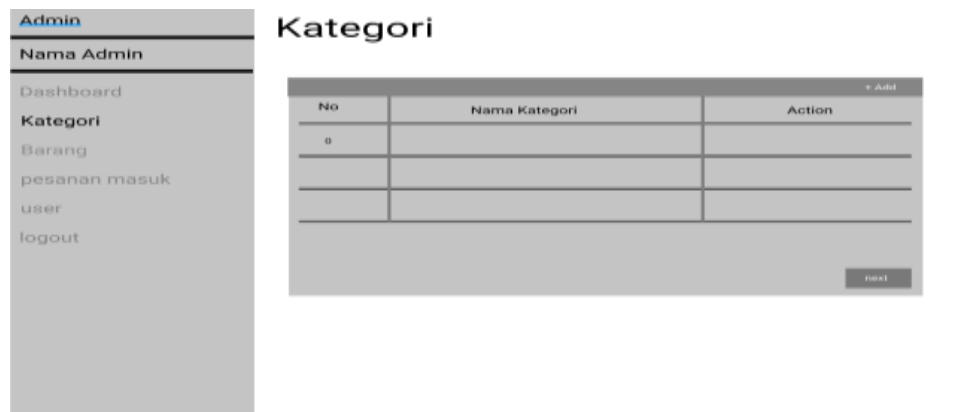 Admin
Nama Admin
Dashboard
Kategori
Barang
pesanan masuk
user
logout
Kategori
+ Add
No Nama Kategori Action
0
next